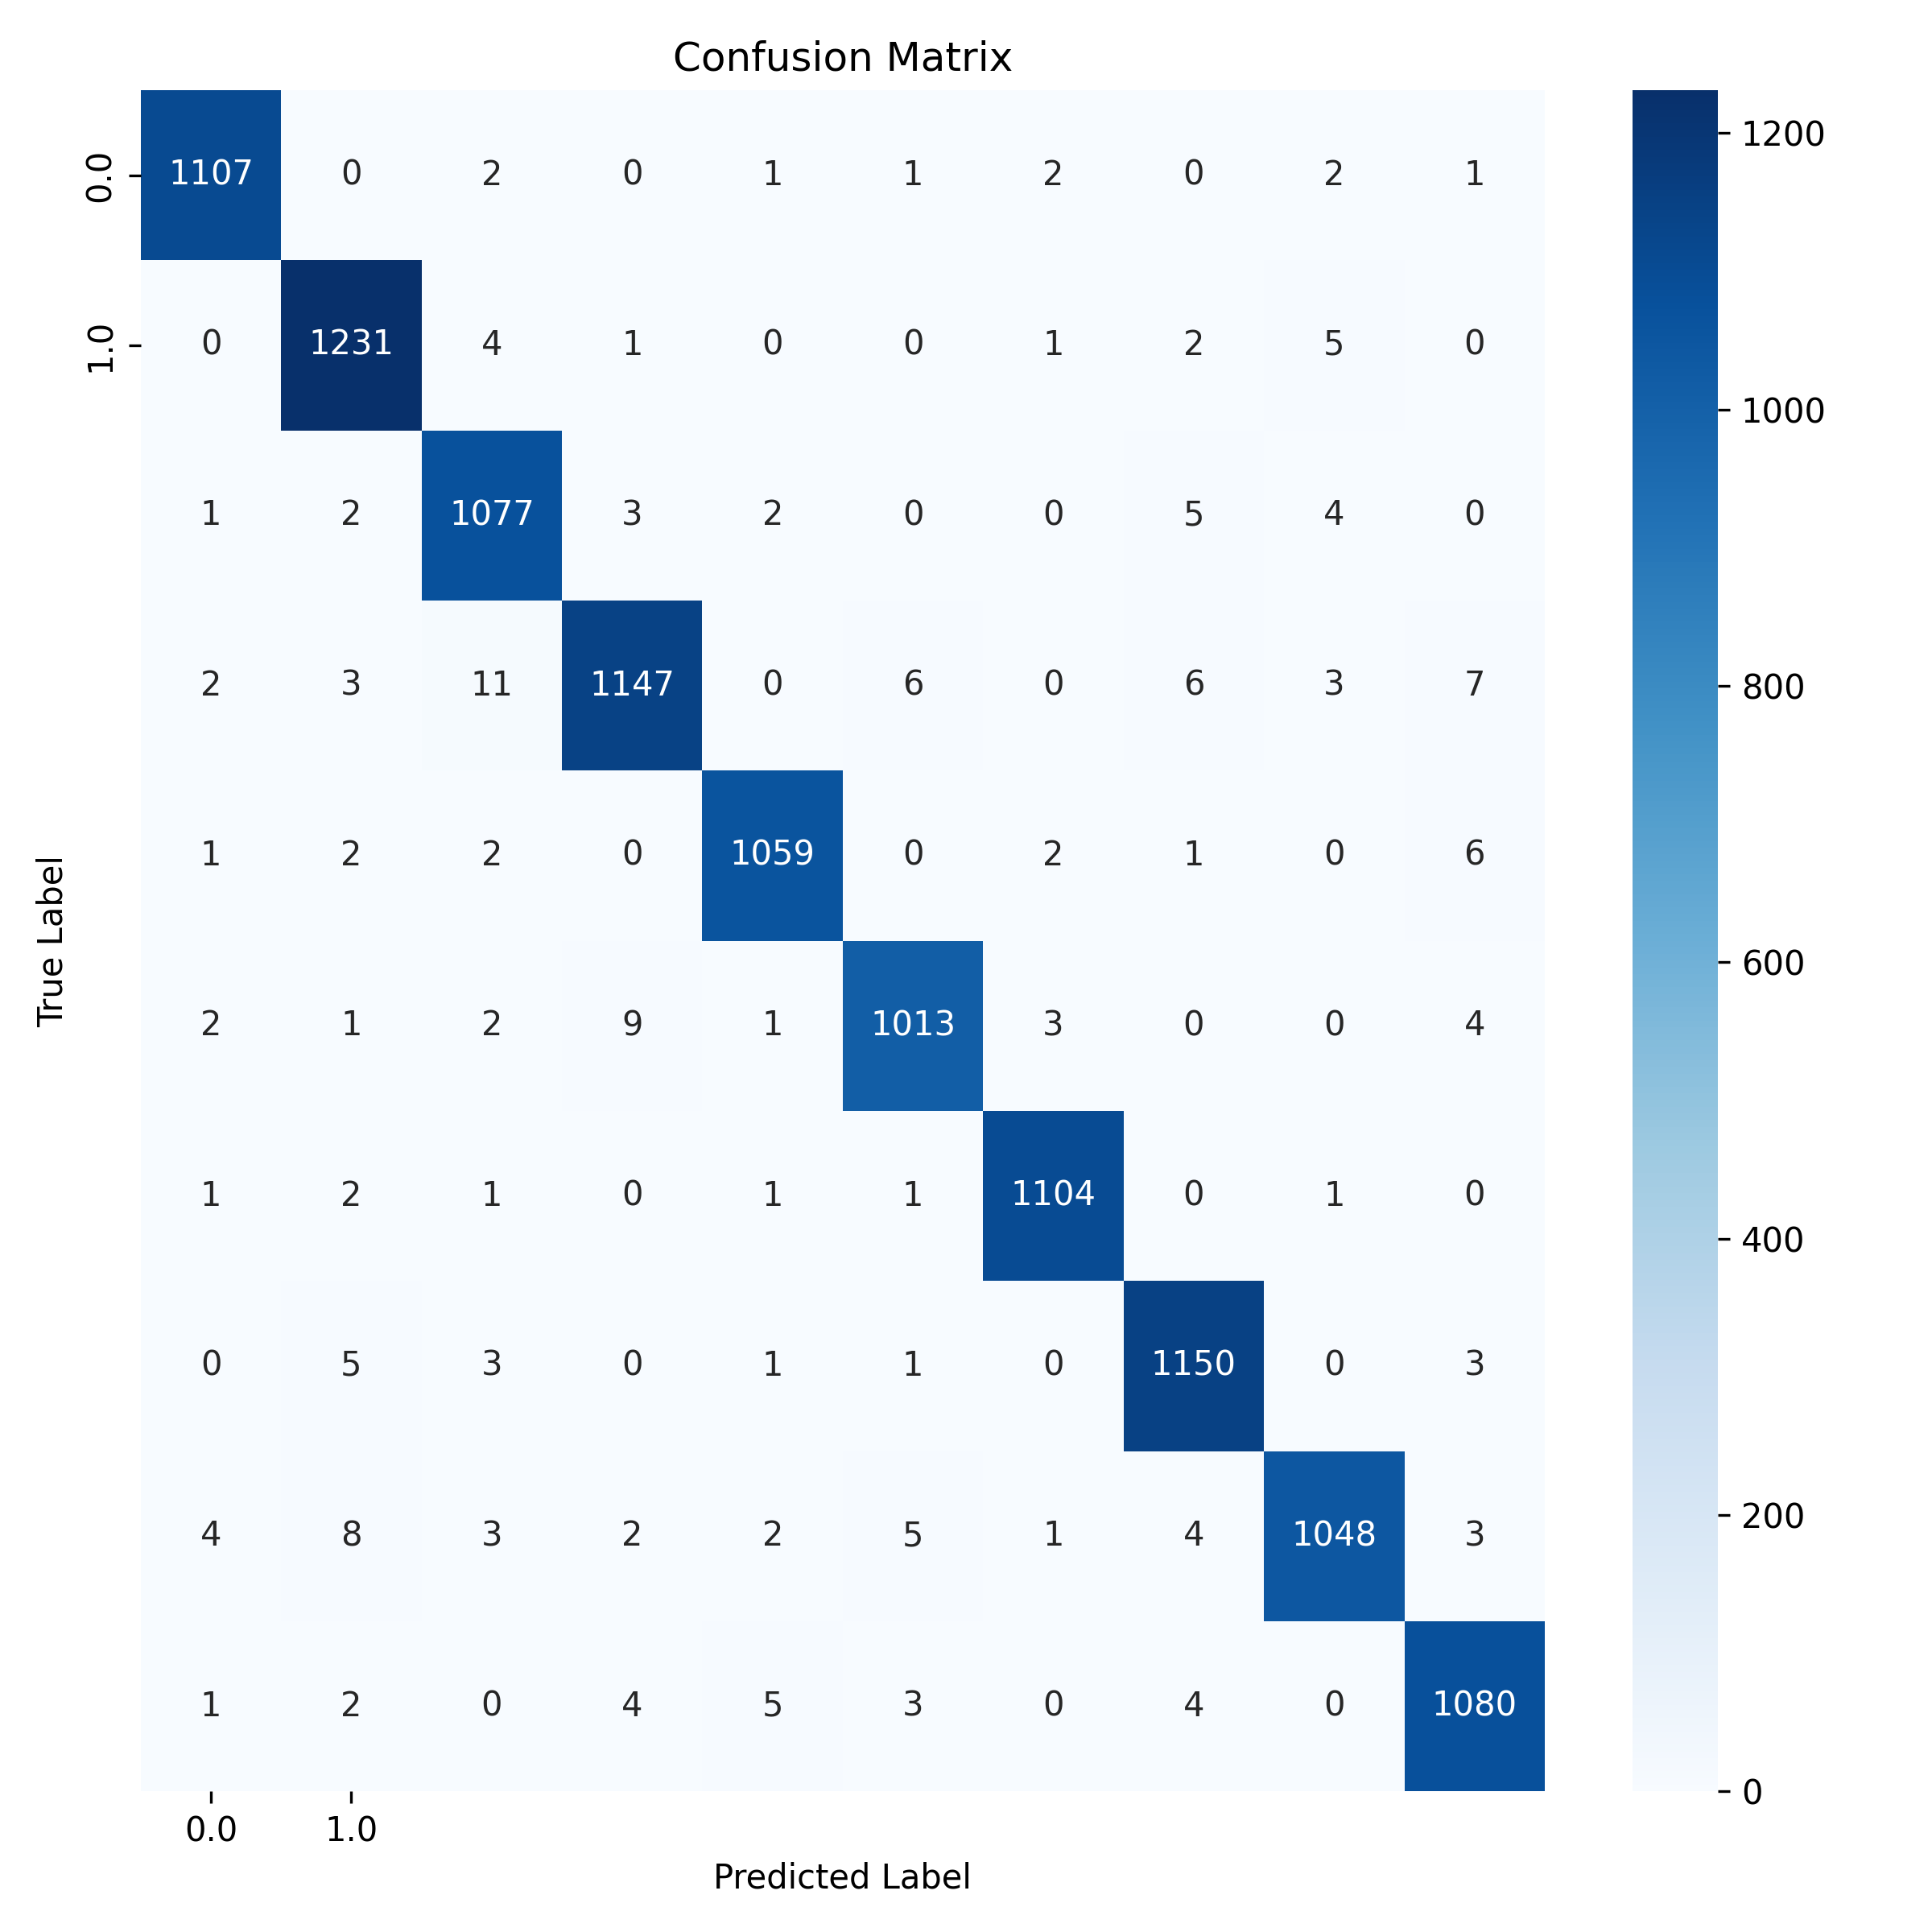 Confusion Matrix
0.0 1107 0 2 0 1 1 2 0 2 1
1.0 0 1231 4 1 0 0 1 2 5 0
1 2 1077 3 2 0 0 5 4 0
2 3 11 1147 0 6 0 6 3 7
1 2 2 0 1059 0 2 1 0 6
2 1 2 9 1 1013 3 0 0 4
1 2 1 0 1 1 1104 0 1 0
0 5 3 0 1 1 0 1150 0 3
4 8 3 2 2 5 1 4 1048 3
1 2 0 4 5 3 0 4 0 1080
0.0 1.0
Predicted Label
True Label
1200
1000
800
600
400
200
0